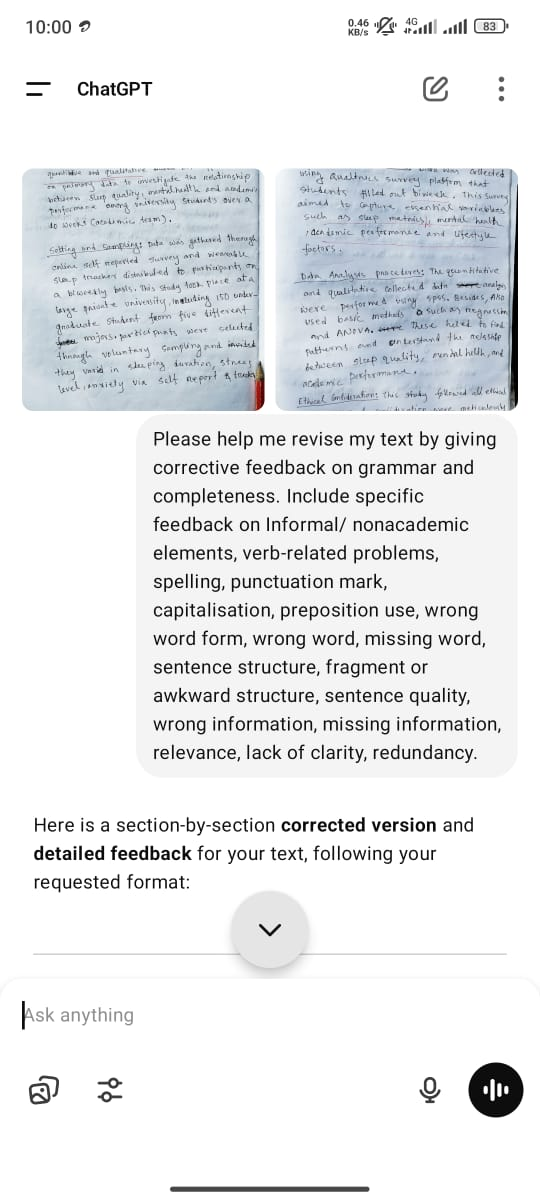 10:00
0.46 KB/s 4G 83
ChatGPT
quantitative and qualitative
on primary data to investigate the relationship
between sleep quality, mental health and academic
performance among university students over a
10 weeks (academic team).
Setting and Sampling: Data was gathered through
online self reported survey and wearable
sleep trackers distributed to participants on
a biweekly basis. This study took place at a
large private university, including 150 under-
graduate student from five different
majors. participants were selected
through voluntary sampling and
they varid in sleeping duration, stress
level, anxiety via self report & tracker
collected
using Qualtrics survey platform that
students filled out biweek. This survey
aimed to capture essential variables
such as sleep metrics, mental health
, academic performance and lifestyle
factors.
Data Analysis procedures: The quantitative
and qualitative collected data analys
were performed using spss. Besides, Also
used basic methods such as regression
and ANOVA. These helped to find
patturns and understand the
between sleep quality, mental helth, and
academic performance.
Ethical Considerations: This study followed all ethical
were meticulously
Please help me revise my text by giving
corrective feedback on grammar and
completeness. Include specific
feedback on Informal/ nonacademic
elements, verb-related problems,
spelling, punctuation mark,
capitalisation, preposition use, wrong
word form, wrong word, missing word,
sentence structure, fragment or
awkward structure, sentence quality,
wrong information, missing information,
relevance, lack of clarity, redundancy.
Here is a section-by-section corrected version and
detailed feedback for your text, following your
requested format:
Ask anything